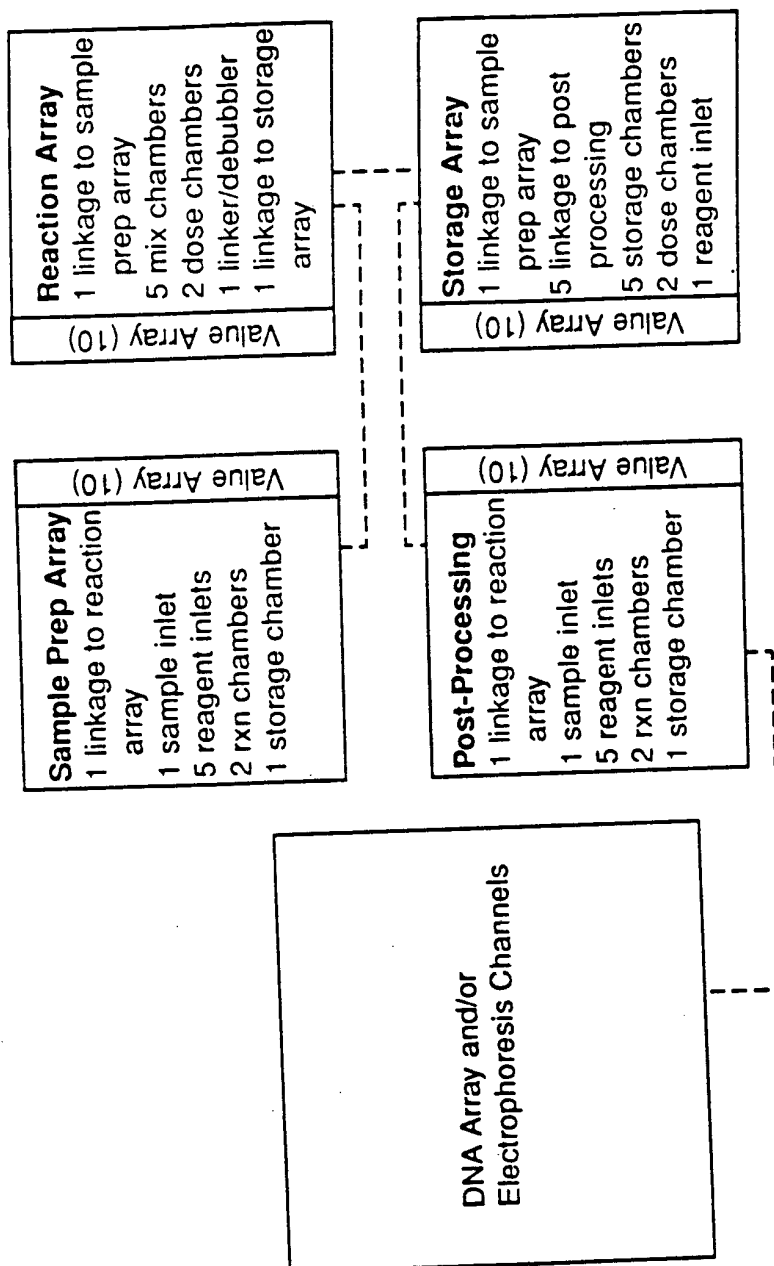 Sample Prep Array
1 linkage to reaction
array
1 sample inlet
5 reagent inlets
2 rxn chambers
1 storage chamber
Value Array (10)
Value Array (10)
Reaction Array
1 linkage to sample
prep array
5 mix chambers
2 dose chambers
1 linker/debubbler
1 linkage to storage
array
DNA Array and/or
Electrophoresis Channels
Post-Processing
1 linkage to reaction
array
1 sample inlet
5 reagent inlets
2 rxn chambers
1 storage chamber
Value Array (10)
Value Array (10)
Storage Array
1 linkage to sample
prep array
5 linkage to post
processing
5 storage chambers
2 dose chambers
1 reagent inlet